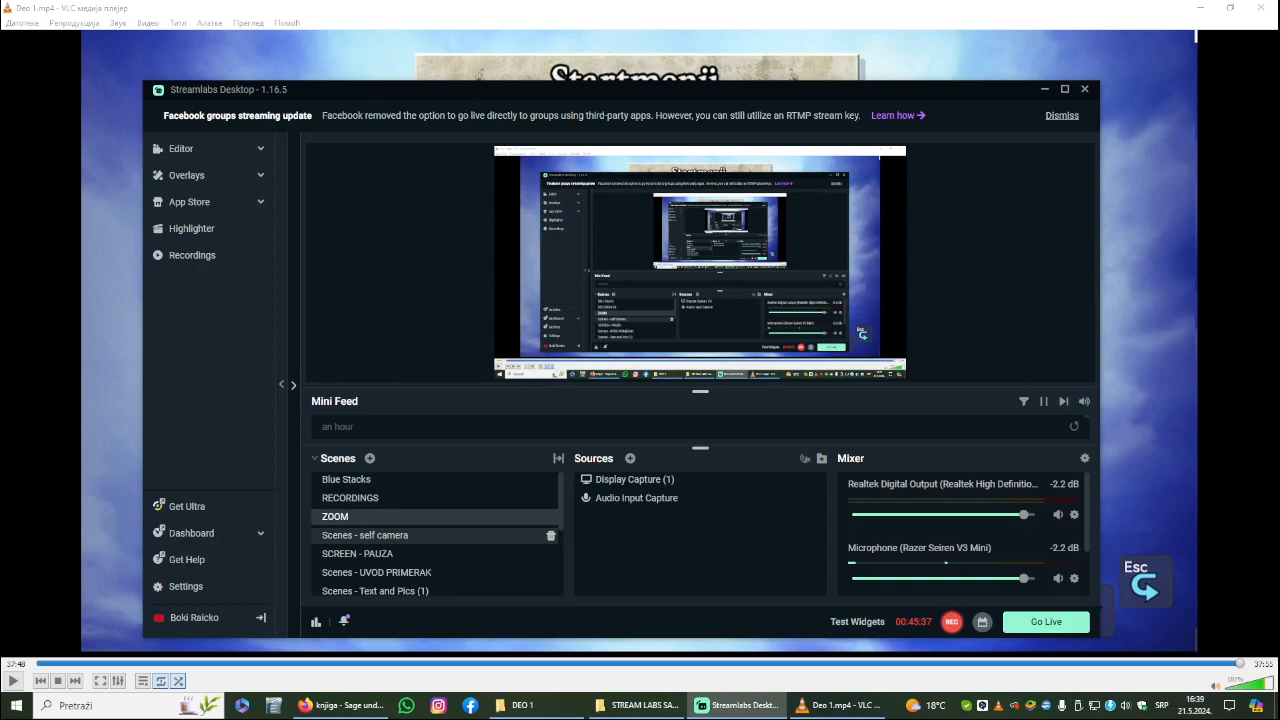 Deo 1.mp4 - VLC медија плејер
Датотеке Репродукција Звук Видео Титл Алатке Преглед Помоћ
Startmenü
Streamlabs Desktop - 1.16.5
Facebook groups streaming update Facebook removed the option to go live directly to groups using third-party apps. However, you can still utilize an RTMP stream key. Learn how Dismiss
Editor
Overlays
App Store
Highlighter
Recordings
Mini Feed
an hour
Scenes
Blue Stacks
RECORDINGS
ZOOM
Scenes - self camera
SCREEN - PAUZA
Scenes - UVOD PRIMERAK
Scenes - Text and Pics (1)
Sources
Display Capture (1)
Audio Input Capture
Mixer
Realtek Digital Output (Realtek High Definitio... -2.2 dB
Microphone (Razer Seiren V3 Mini) -2.2 dB
Get Ultra
Dashboard
Get Help
Settings
Boki Raicko
Test Widgets 00:45:37 REC Go Live
Esc
37:48 37:55
102%
Pretraži knjiga - Sage und... DEO 1 STREAM LABS SA... Streamlabs Deskt... Deo 1.mp4 - VLC ... 18°C SRP 16:39
21.5.2024.